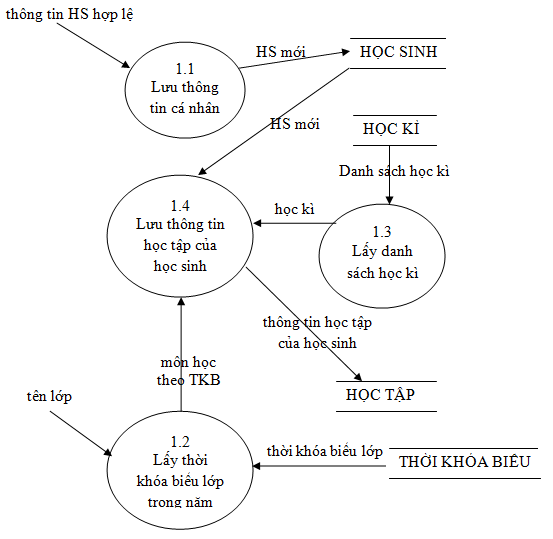 thông tin HS hợp lệ
HS mới
HỌC SINH
1.1
Lưu thông
tin cá nhân
HS mới
HỌC KÌ
Danh sách học kì
1.4
Lưu thông tin
học tập của
học sinh
học kì
1.3
Lấy danh
sách học kì
thông tin học tập
của học sinh
môn học
theo TKB
HỌC TẬP
tên lớp
1.2
Lấy thời
khóa biểu lớp
trong năm
thời khóa biểu lớp
THỜI KHÓA BIỂU